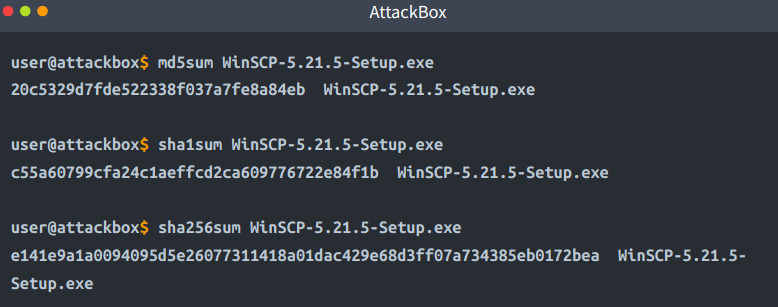 AttackBox
user@attackbox$ md5sum WinSCP-5.21.5-Setup.exe
20c5329d7fde522338f037a7fe8a84eb  WinSCP-5.21.5-Setup.exe
user@attackbox$ sha1sum WinSCP-5.21.5-Setup.exe
c55a60799cfa24c1aeffcd2ca609776722e84f1b  WinSCP-5.21.5-Setup.exe
user@attackbox$ sha256sum WinSCP-5.21.5-Setup.exe
e141e9a1a0094095d5e26077311418a01dac429e68d3ff07a734385eb0172bea  WinSCP-5.21.5-
Setup.exe